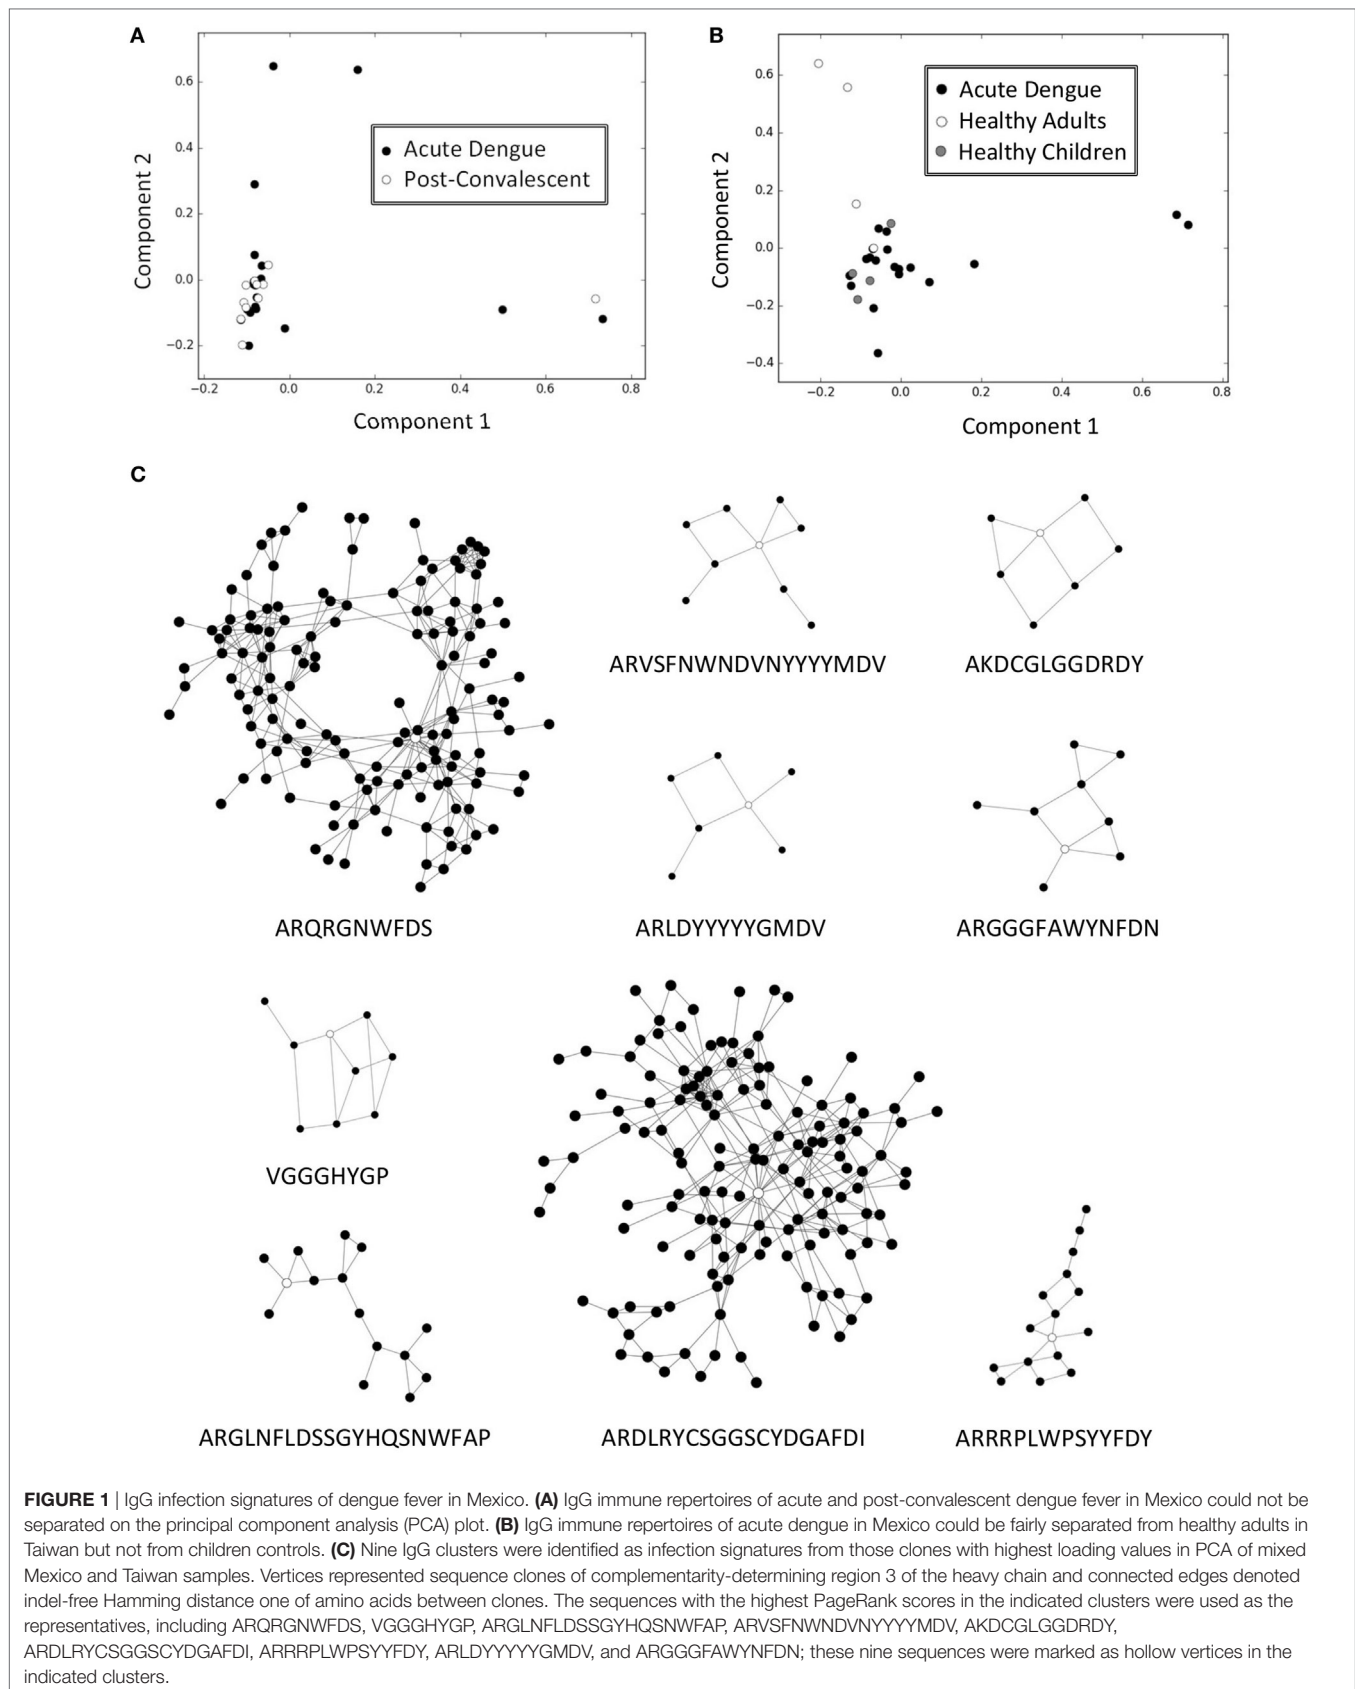 A
0.6
0.4
0.2
0.0
−0.2
−0.2
0.0
0.2
0.4
0.6
0.8
Component 2
Component 1
Acute Dengue
Post-Convalescent
B
0.6
0.4
0.2
0.0
−0.2
−0.4
−0.2
0.0
0.2
0.4
0.6
0.8
Component 2
Component 1
Acute Dengue
Healthy Adults
Healthy Children
C
ARVSFNWNDVNYYYYMDV
AKDCGLGGDRDY
ARQRGNWFDS
ARLDYYYYYGMDV
ARGGGFAWYNFDN
VGGGHYGP
ARGLNFLDSSGYHQSNWFAP
ARDLRYCSGGSCYDGAFDI
ARRRPLWPSYYFDY
FIGURE 1 | IgG infection signatures of dengue fever in Mexico. (A) IgG immune repertoires of acute and post-convalescent dengue fever in Mexico could not be
separated on the principal component analysis (PCA) plot. (B) IgG immune repertoires of acute dengue in Mexico could be fairly separated from healthy adults in
Taiwan but not from children controls. (C) Nine IgG clusters were identified as infection signatures from those clones with highest loading values in PCA of mixed
Mexico and Taiwan samples. Vertices represented sequence clones of complementarity-determining region 3 of the heavy chain and connected edges denoted
indel-free Hamming distance one of amino acids between clones. The sequences with the highest PageRank scores in the indicated clusters were used as the
representatives, including ARQRGNWFDS, VGGGHYGP, ARGLNFLDSSGYHQSNWFAP, ARVSFNWNDVNYYYYMDV, AKDCGLGGDRDY,
ARDLRYCSGGSCYDGAFDI, ARRRPLWPSYYFDY, ARLDYYYYYGMDV, and ARGGGFAWYNFDN; these nine sequences were marked as hollow vertices in the
indicated clusters.